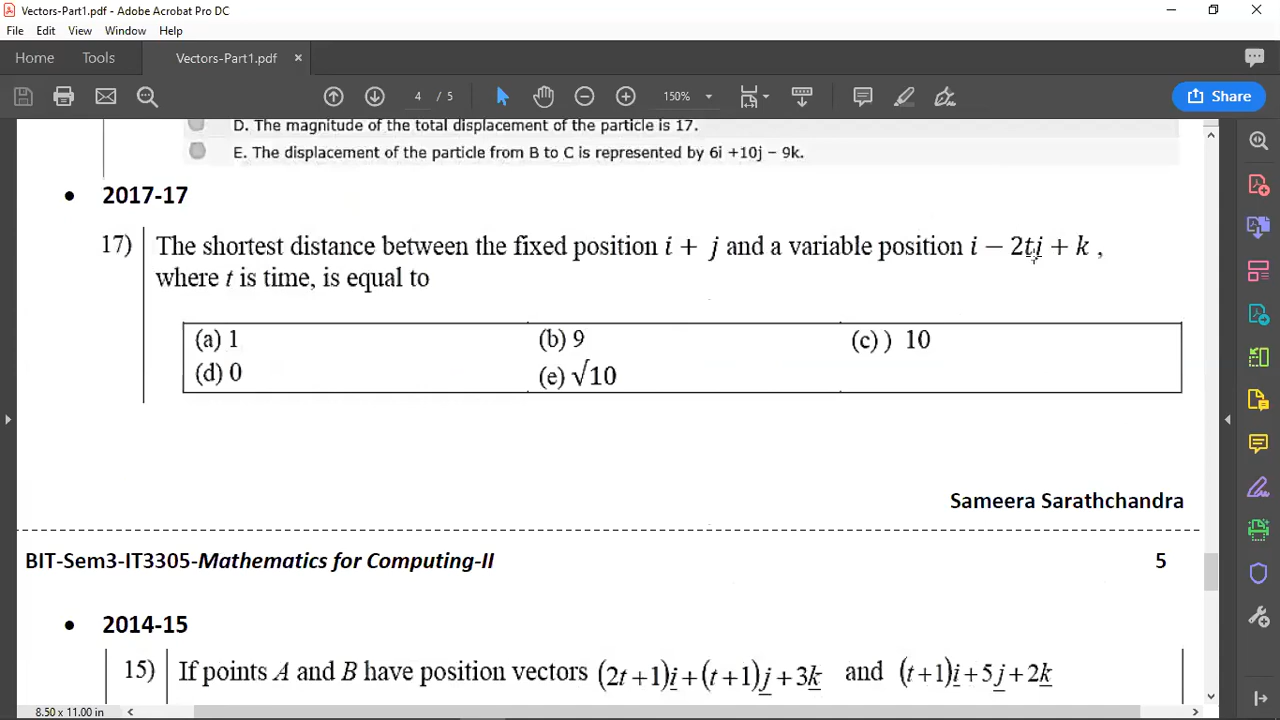 Vectors-Part1.pdf - Adobe Acrobat Pro DC
File Edit View Window Help
Home Tools Vectors-Part1.pdf ×
4 / 5 150% Share
D. The magnitude of the total displacement of the particle is 17.
E. The displacement of the particle from B to C is represented by 6i +10j – 9k.
• 2017-17
17) The shortest distance between the fixed position i + j and a variable position i − 2tj + k ,
where t is time, is equal to
(a) 1 (b) 9 (c) ) 10
(d) 0 (e) √10
Sameera Sarathchandra
BIT-Sem3-IT3305-Mathematics for Computing-II 5
• 2014-15
15) If points A and B have position vectors (2t+1)i+(t+1)j+3k and (t+1)i+5j+2k
8.50 x 11.00 in